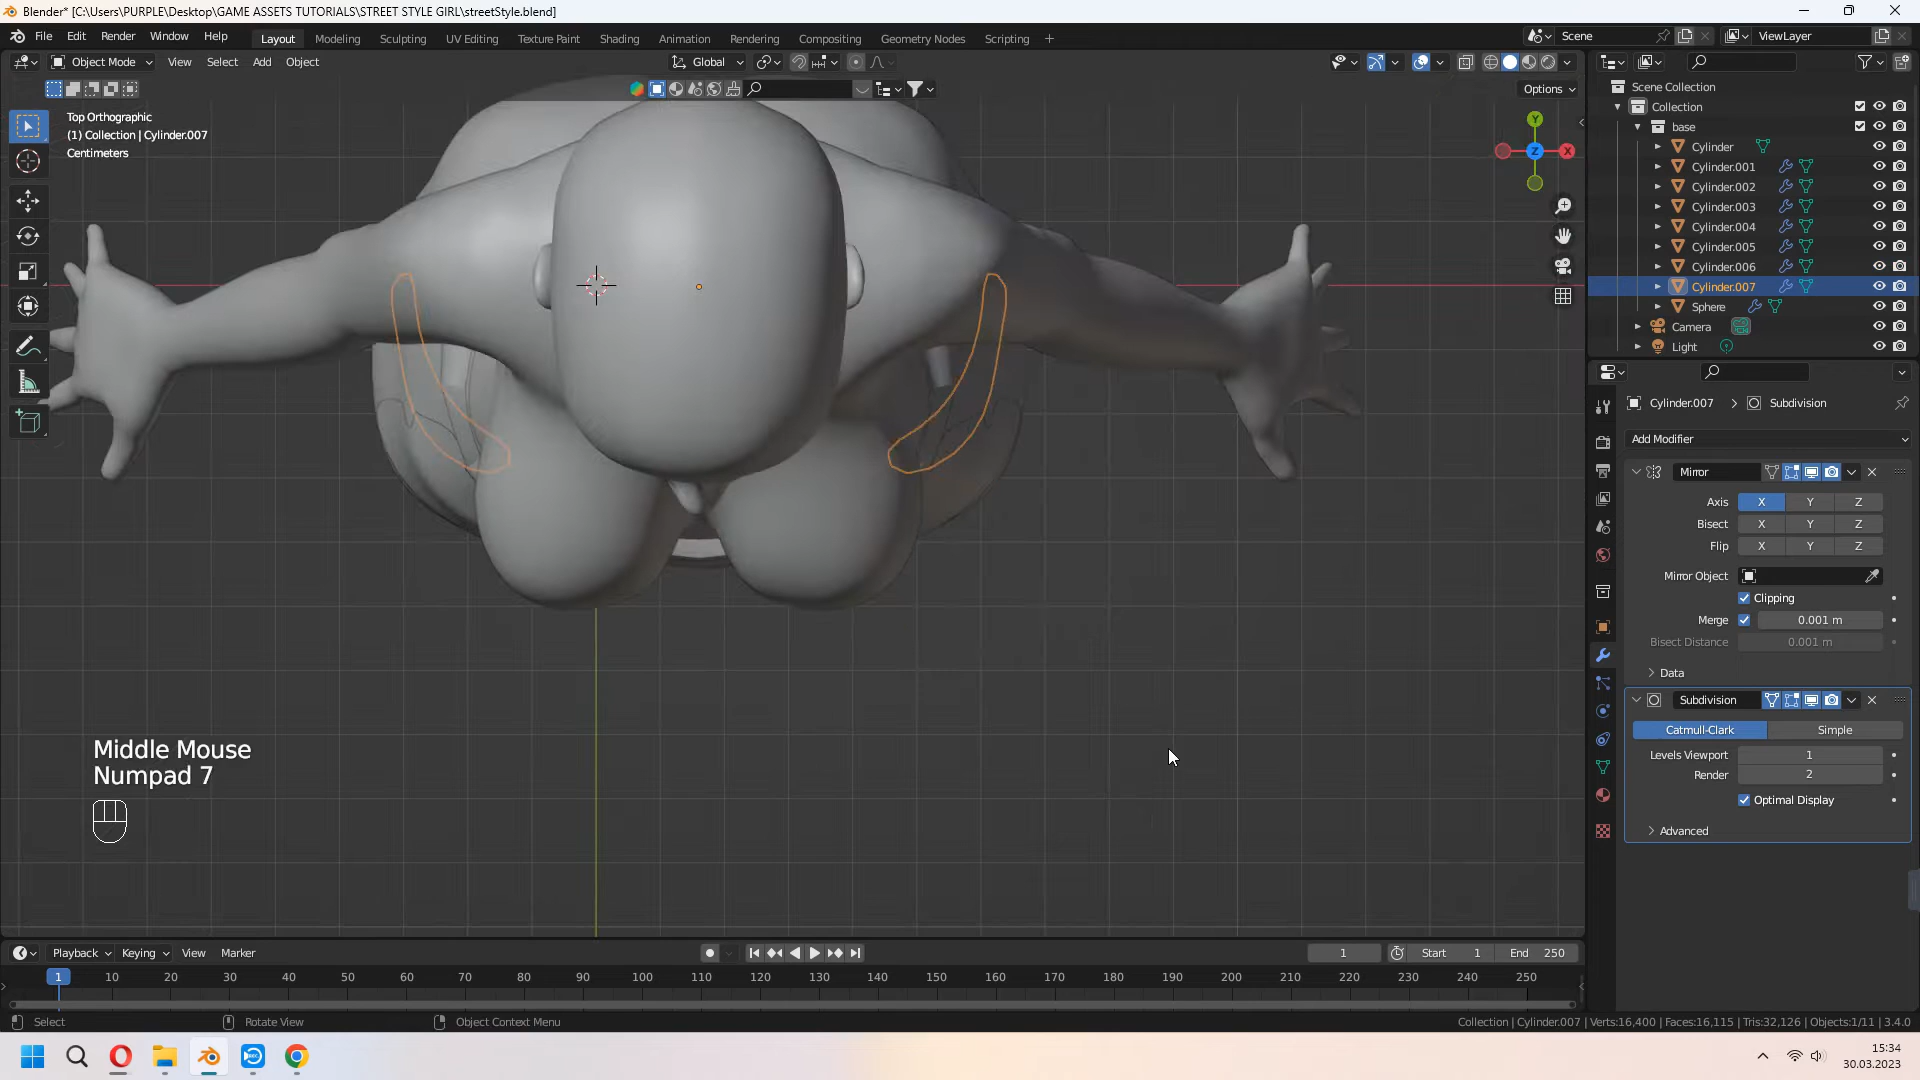 Blender* [C:\Users\PURPLE\Desktop\GAME ASSETS TUTORIALS\STREET STYLE GIRL\streetStyle.blend]
File Edit Render Window Help Layout Modeling Sculpting UV Editing Texture Paint Shading Animation Rendering Compositing Geometry Nodes Scripting + Scene ViewLayer
Object Mode View Select Add Object Global
Options
Top Orthographic
(1) Collection | Cylinder.007
Centimeters
Y
Z X
Scene Collection
Collection
base
Cylinder
Cylinder.001
Cylinder.002
Cylinder.003
Cylinder.004
Cylinder.005
Cylinder.006
Cylinder.007
Sphere
Camera
Light
Cylinder.007 > Subdivision
Add Modifier
Mirror
Axis X Y Z
Bisect X Y Z
Flip X Y Z
Mirror Object
Clipping
Merge 0.001 m
Bisect Distance 0.001 m
Data
Subdivision
Catmull-Clark Simple
Levels Viewport 1
Render 2
Optimal Display
Advanced
Middle Mouse
Numpad 7
Playback Keying View Marker 1 Start 1 End 250
1 10 20 30 40 50 60 70 80 90 100 110 120 130 140 150 160 170 180 190 200 210 220 230 240 250
Select Rotate View Object Context Menu Collection | Cylinder.007 | Verts:16,400 | Faces:16,115 | Tris:32,126 | Objects:1/11 | 3.4.0
15:34
30.03.2023